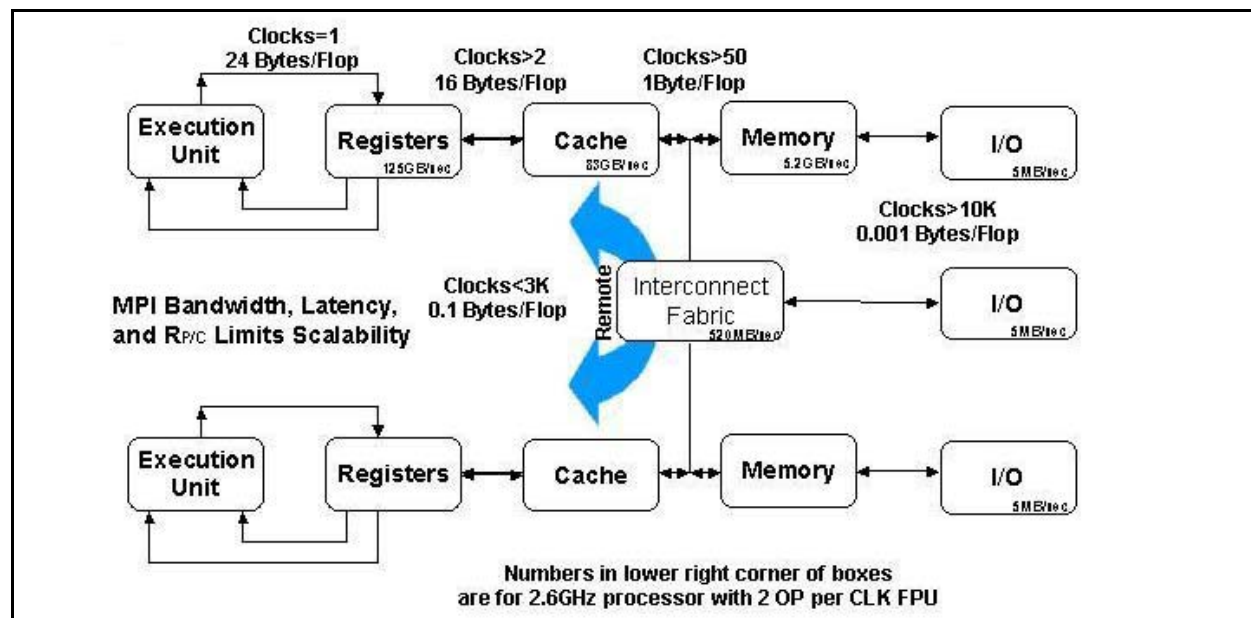 Clocks=1
24 Bytes/Flop
Clocks>2
16 Bytes/Flop
Clocks>50
1Byte/Flop
Execution
Unit
Registers
125GB/sec
Cache
83GB/sec
Memory
5.2GB/sec
I/O
5MB/sec
Clocks>10K
0.001 Bytes/Flop
MPI Bandwidth, Latency,
and RP/C Limits Scalability
Clocks<3K
0.1 Bytes/Flop
Remote
Interconnect
Fabric
520MB/sec
I/O
5MB/sec
Execution
Unit
Registers
Cache
Memory
I/O
5MB/sec
Numbers in lower right corner of boxes
are for 2.6GHz processor with 2 OP per CLK FPU